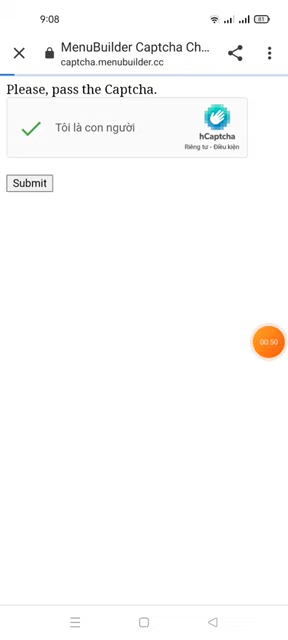 9:08
81
MenuBuilder Captcha Ch...
captcha.menubuilder.cc
Please, pass the Captcha.
Tôi là con người
hCaptcha
Riêng tư - Điều kiện
Submit
00:50